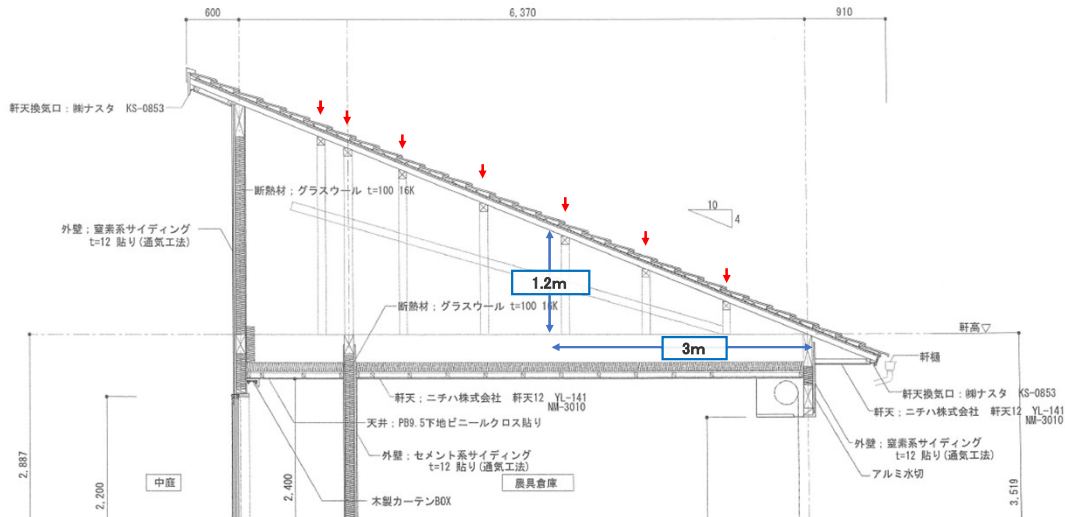 600
6,370
910
軒天換気口：㈱ナスタ　KS-0853
断熱材；グラスウール t=100 16K
10
4
外壁；窒素系サイディング
t=12 貼り(通気工法)
1.2m
断熱材；グラスウール t=100 16K
3m
軒高▽
軒樋
軒天；ニチハ株式会社　軒天12　YL-141
NM-3010
軒天換気口：㈱ナスタ　KS-0853
天井；PB9.5下地ビニールクロス貼り
軒天；ニチハ株式会社　軒天12　YL-141
NM-3010
外壁；セメント系サイディング
t=12 貼り(通気工法)
外壁；窒素系サイディング
t=12 貼り(通気工法)
アルミ水切
2,887
2,200
中庭
2,400
農具倉庫
3,519
木製カーテンBOX